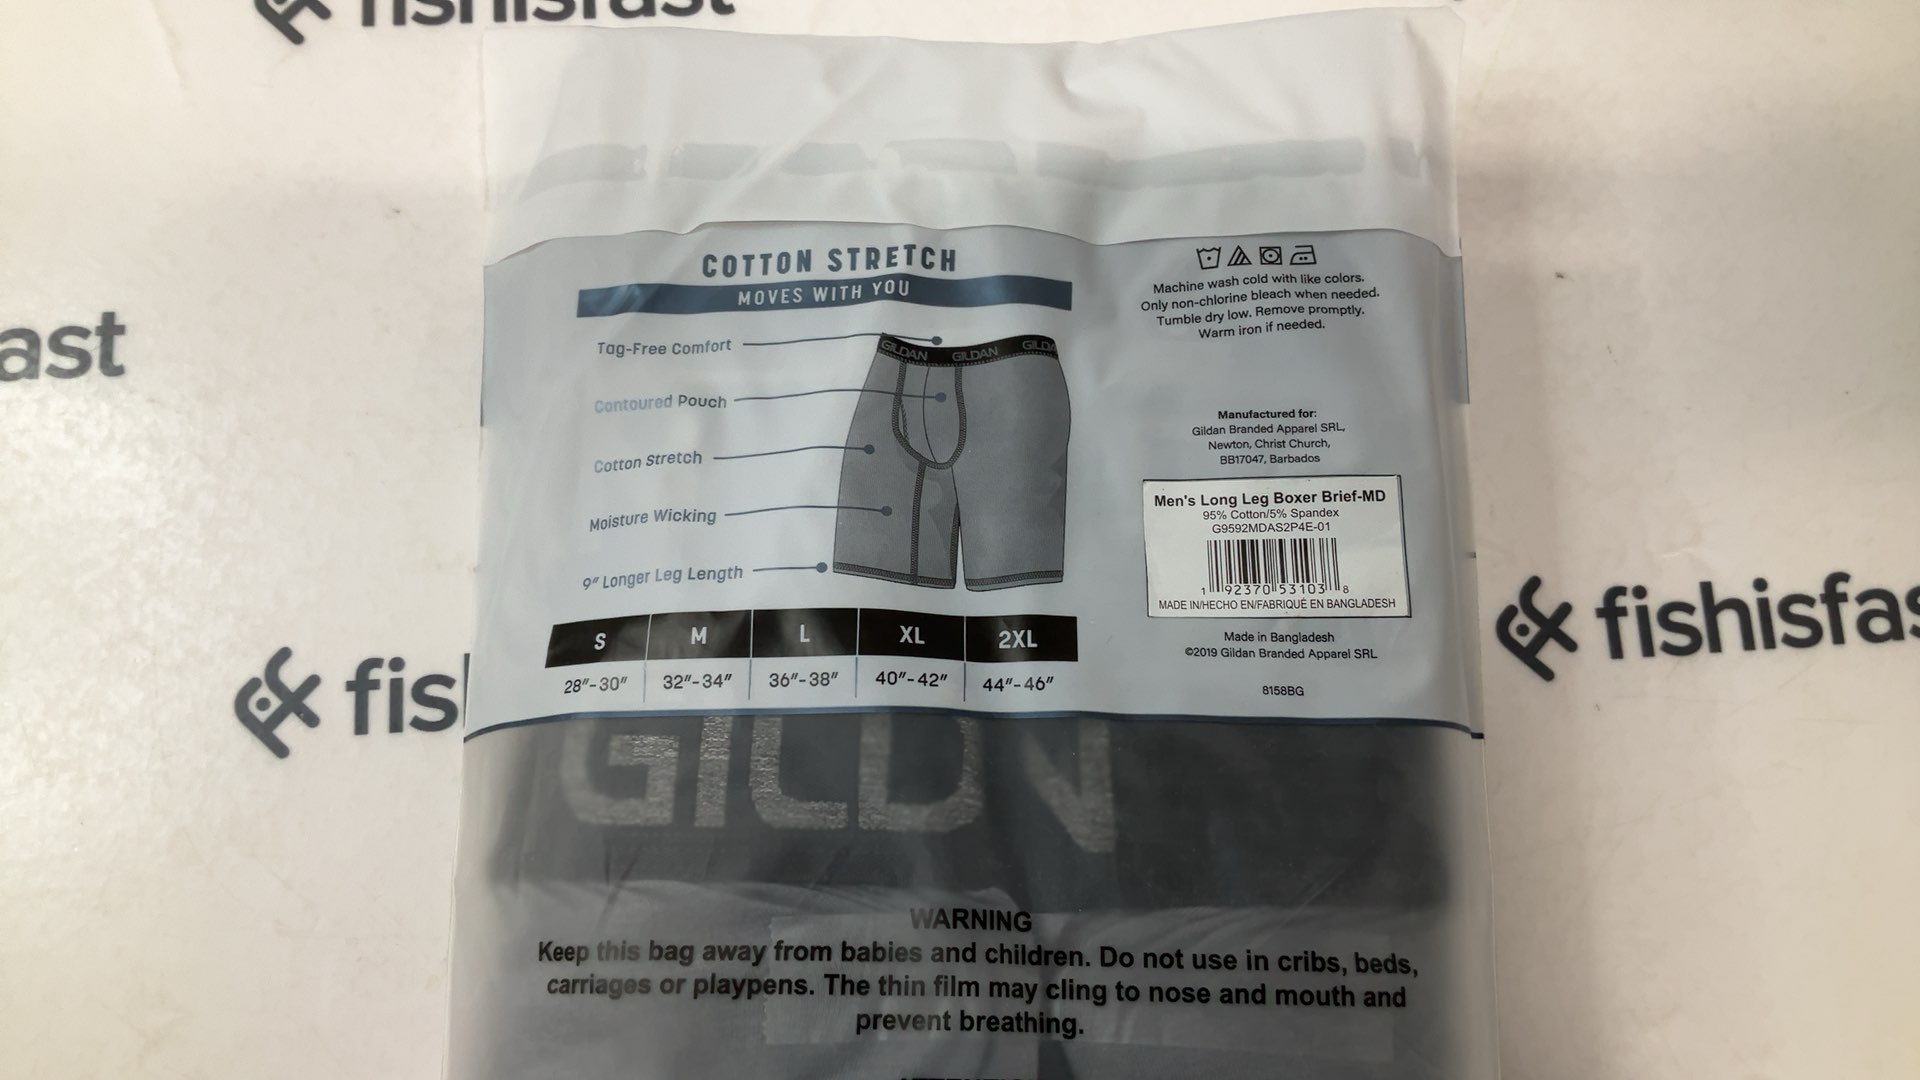 fishisfast
COTTON STRETCH
MOVES WITH YOU
Tag-Free Comfort
Contoured Pouch
Cotton Stretch
Moisture Wicking
9" Longer Leg Length
GILDAN GILDAN GILDA
S M L XL 2XL
28"-30" 32"-34" 36"-38" 40"-42" 44"-46"
Machine wash cold with like colors.
Only non-chlorine bleach when needed.
Tumble dry low. Remove promptly.
Warm iron if needed.
Manufactured for:
Gildan Branded Apparel SRL,
Newton, Christ Church,
BB17047, Barbados
Men's Long Leg Boxer Brief-MD
95% Cotton/5% Spandex
G9592MDAS2P4E-01
1 92370 53103 8
MADE IN/HECHO EN/FABRIQUÉ EN BANGLADESH
Made in Bangladesh
©2019 Gildan Branded Apparel SRL
8158BG
ast
fis
fishisfas
GILD
WARNING
Keep this bag away from babies and children. Do not use in cribs, beds,
carriages or playpens. The thin film may cling to nose and mouth and
prevent breathing.